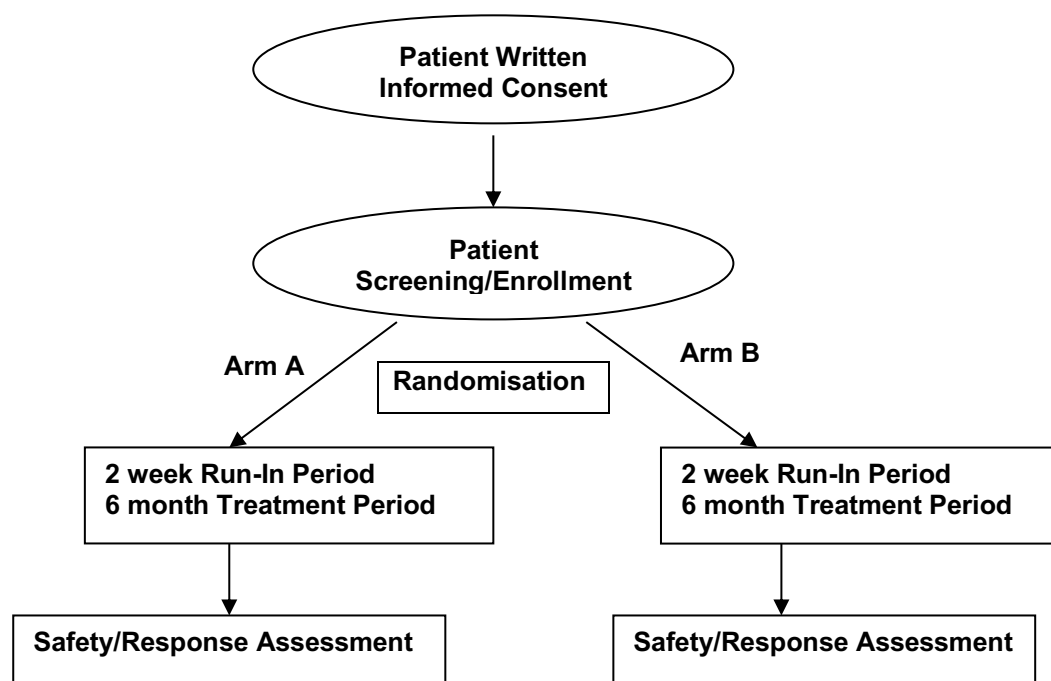 Patient Written
Informed Consent
Patient
Screening/Enrollment
Arm A
Arm B
Randomisation
2 week Run-In Period
6 month Treatment Period
2 week Run-In Period
6 month Treatment Period
Safety/Response Assessment
Safety/Response Assessment